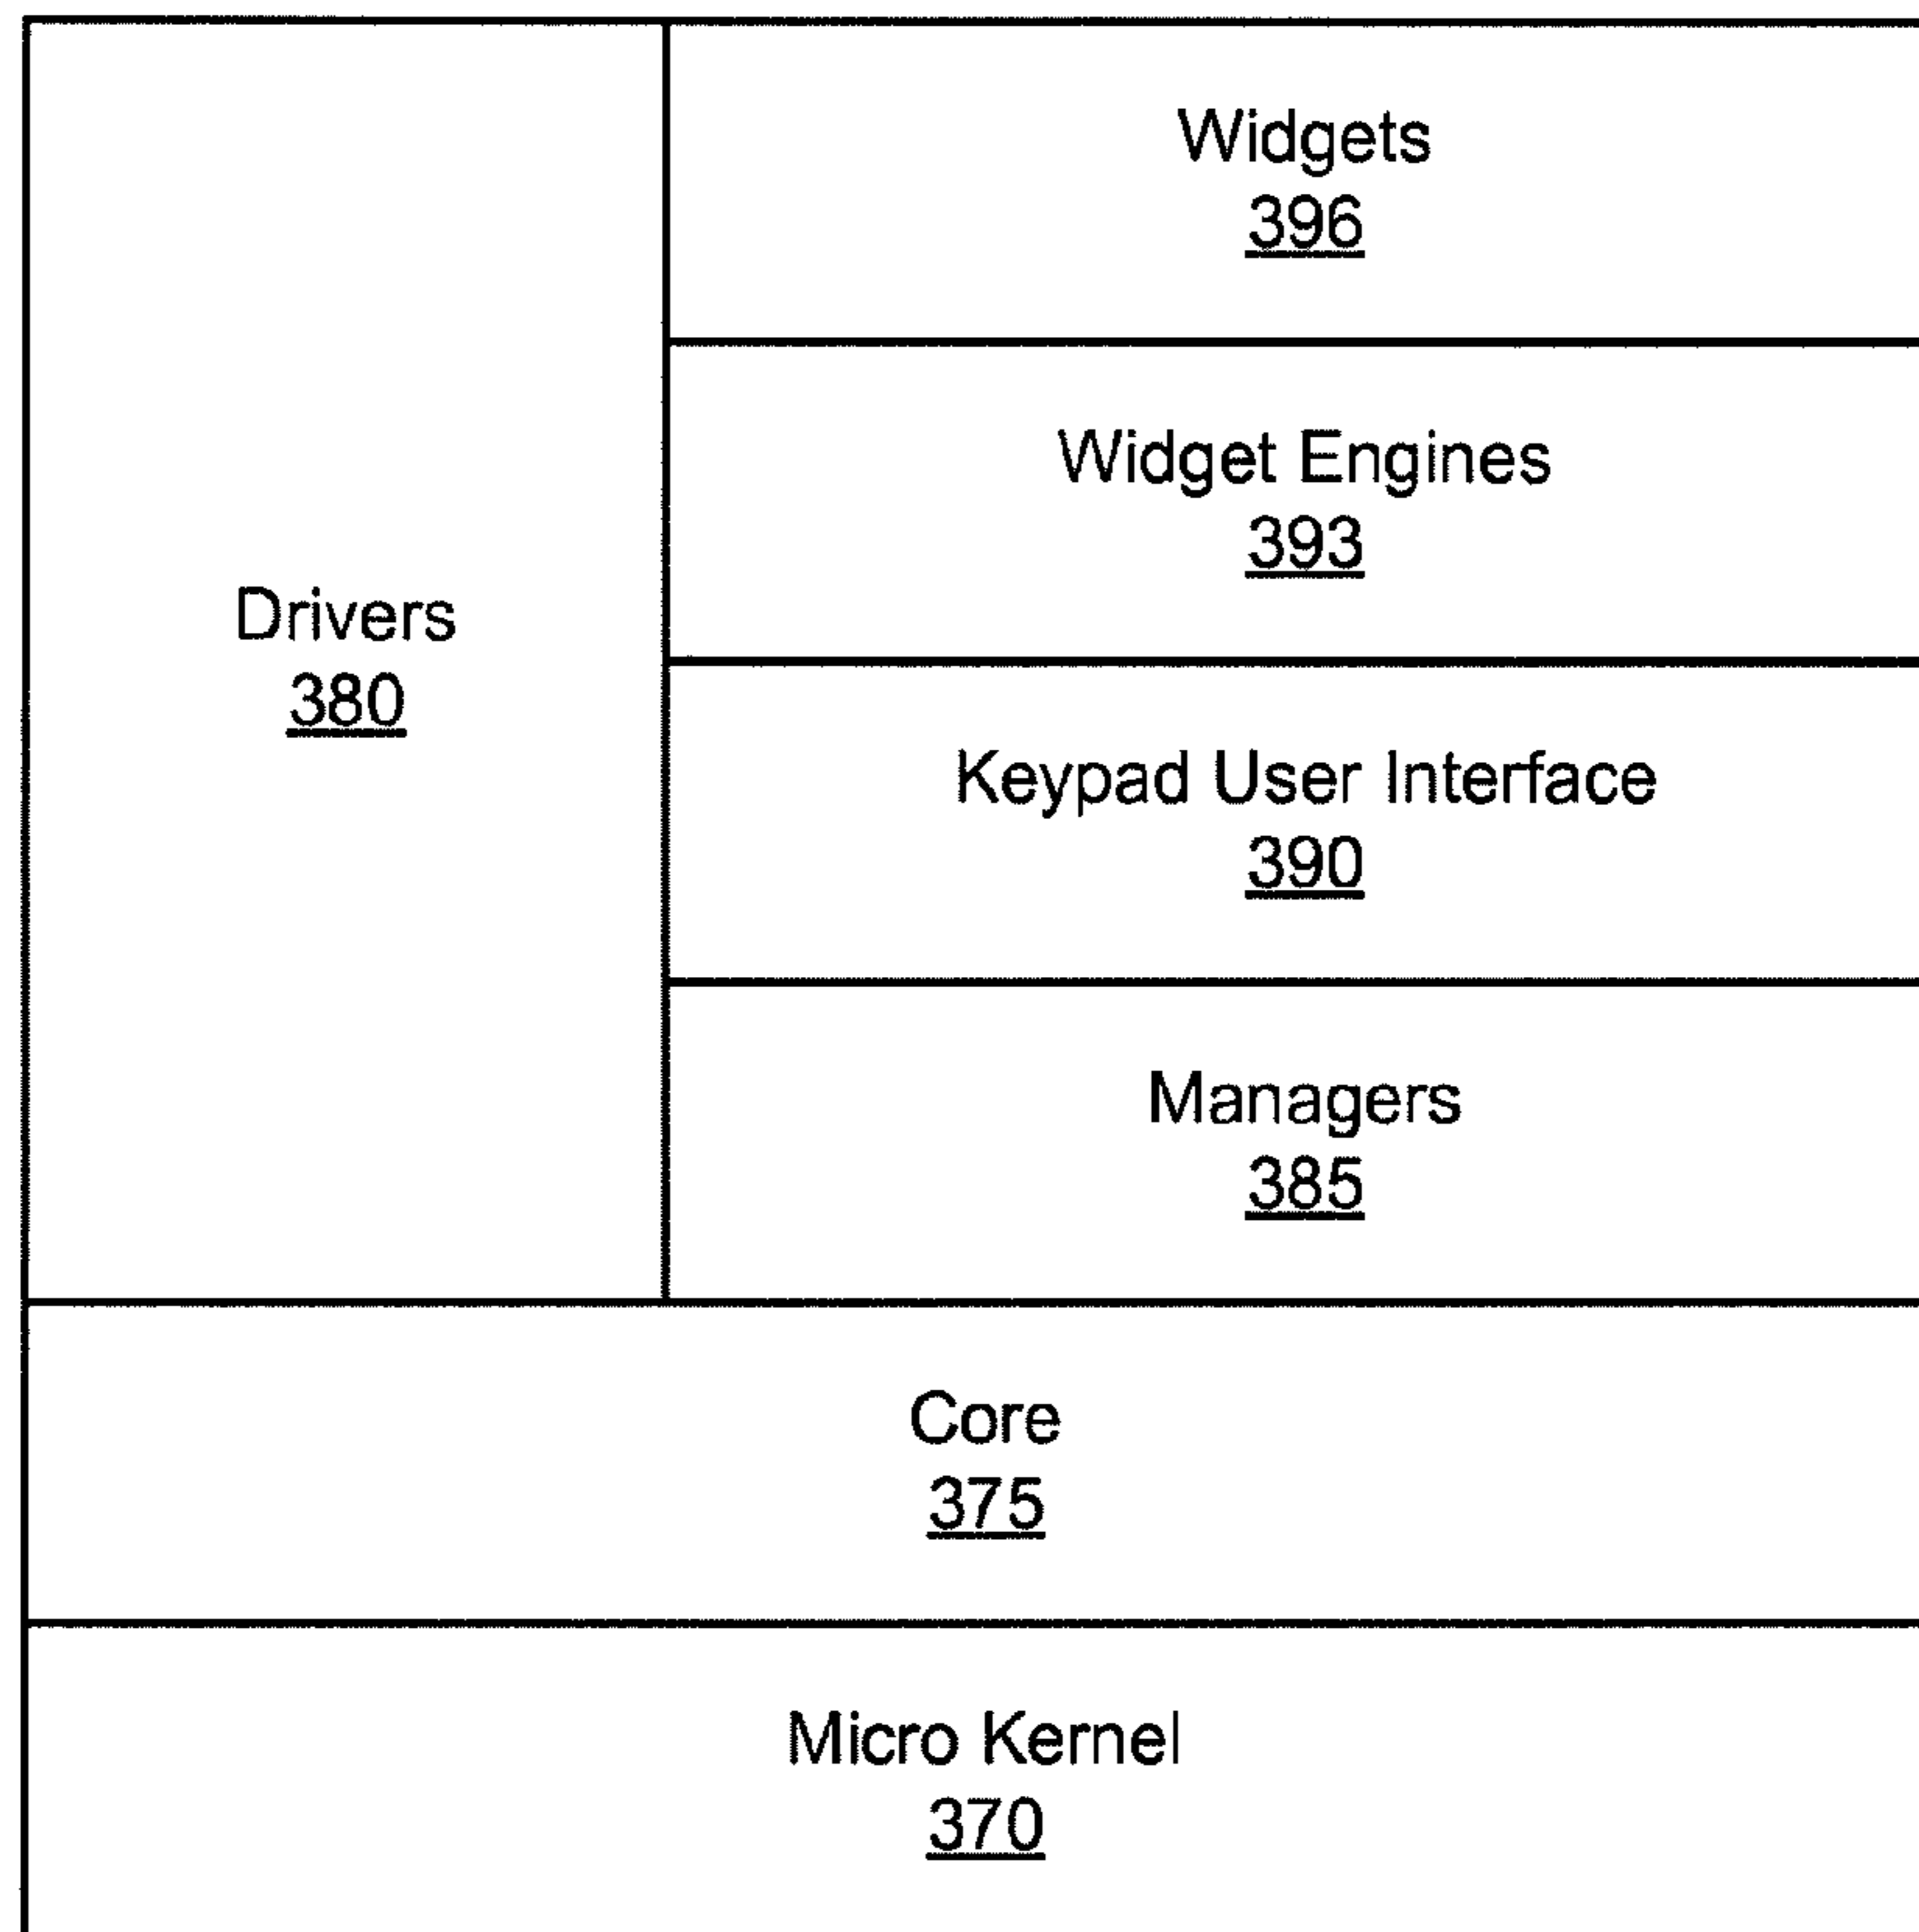 Widgets
396
Widget Engines
393
Drivers
380
Keypad User Interface
390
Managers
385
Core
375
Micro Kernel
370